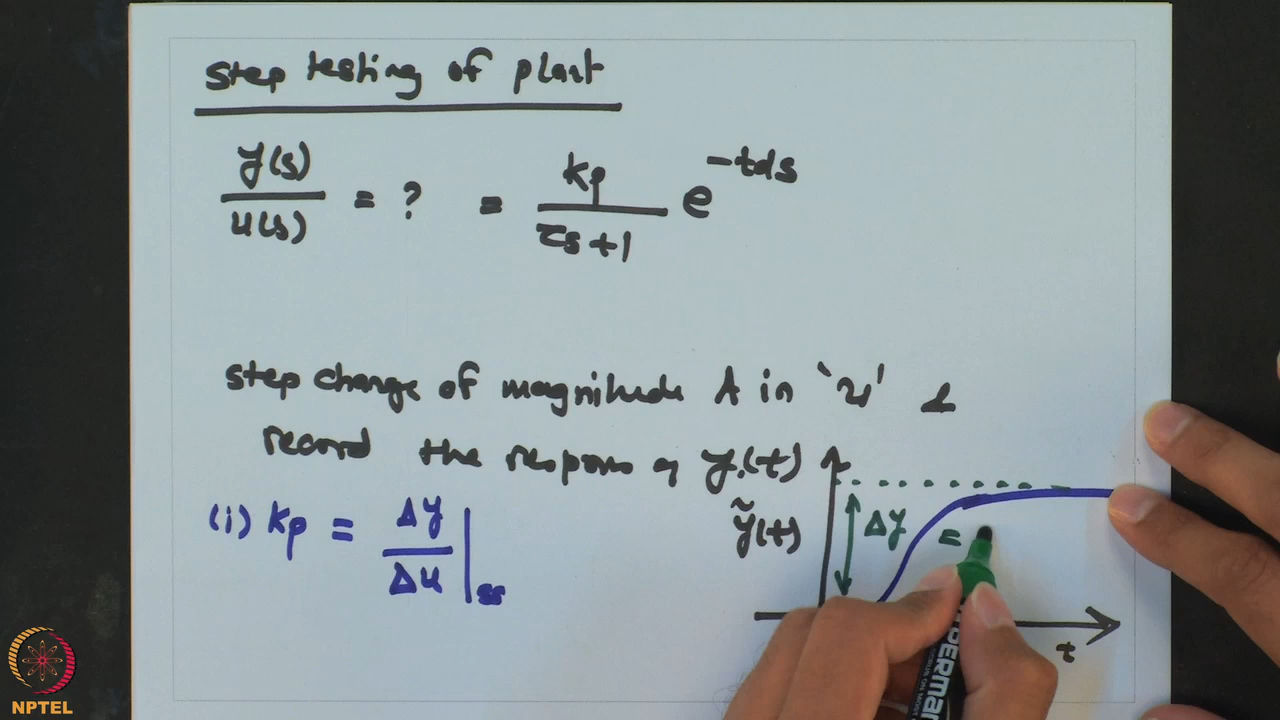 step testing of plant
y(s)/u(s) = ? = kp/(τs+1) e^(-tds)
step change of magnitude A in 'u' &
record the response of y(t)
(i) kp = Δy/Δu |ss
ỹ(t)
Δy =
t
NPTEL